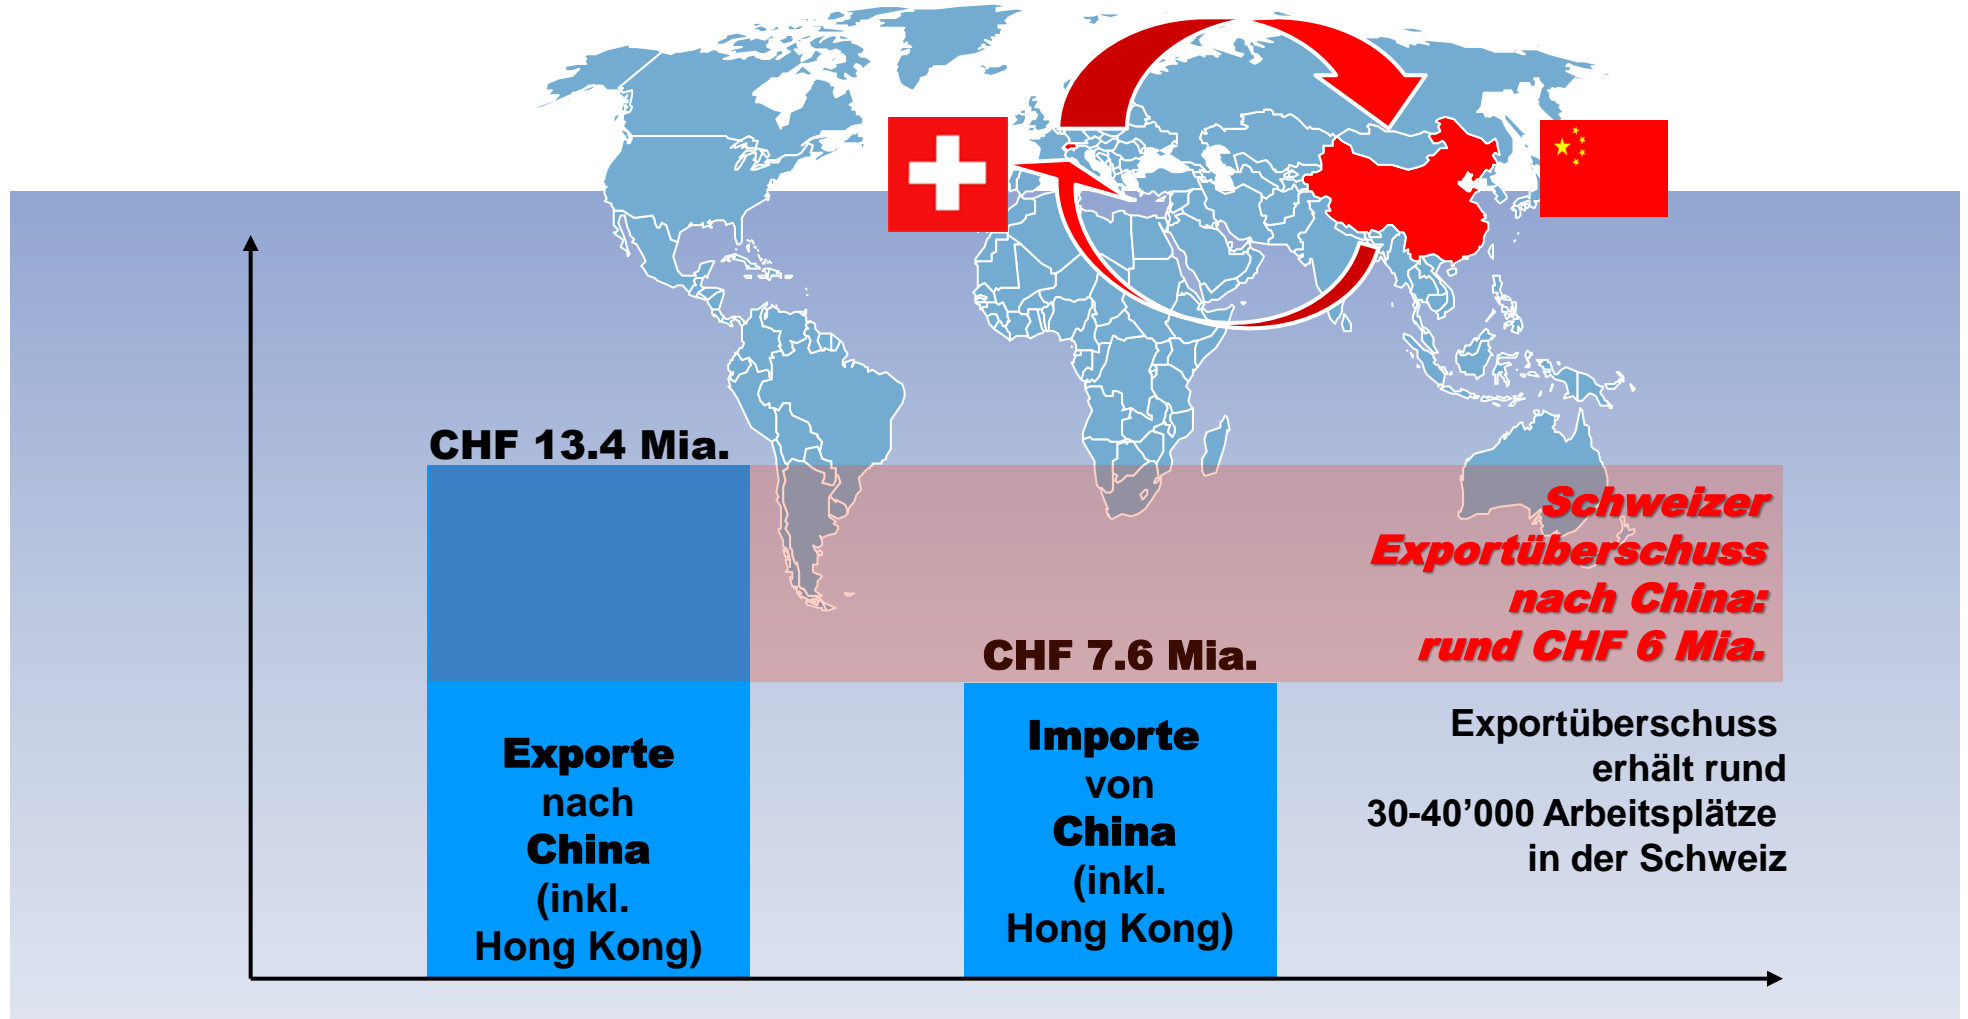 CHF 13.4 Mia.
Exporte
nach
China
(inkl.
Hong Kong)
CHF 7.6 Mia.
Importe
von
China
(inkl.
Hong Kong)
Schweizer
Exportüberschuss
nach China:
rund CHF 6 Mia.
Exportüberschuss
erhält rund
30-40’000 Arbeitsplätze
in der Schweiz